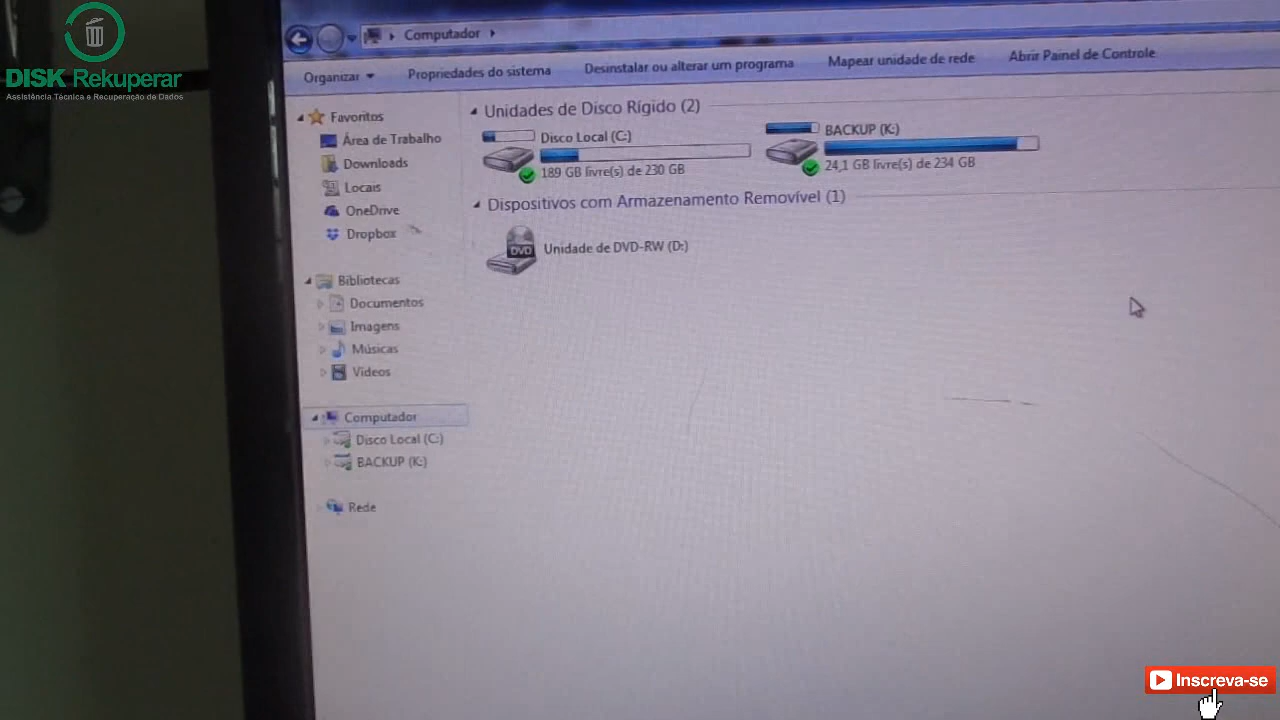 DISK Rekuperar
Assistência Técnica e Recuperação de Dados
Computador
Organizar
Propriedades do sistema
Desinstalar ou alterar um programa
Mapear unidade de rede
Abrir Painel de Controle
Favoritos
Área de Trabalho
Downloads
Locais
OneDrive
Dropbox
Bibliotecas
Documentos
Imagens
Músicas
Vídeos
Computador
Disco Local (C:)
BACKUP (K:)
Rede
Unidades de Disco Rígido (2)
Disco Local (C:)
189 GB livre(s) de 230 GB
BACKUP (K:)
24,1 GB livre(s) de 234 GB
Dispositivos com Armazenamento Removível (1)
DVD
Unidade de DVD-RW (D:)
Inscreva-se